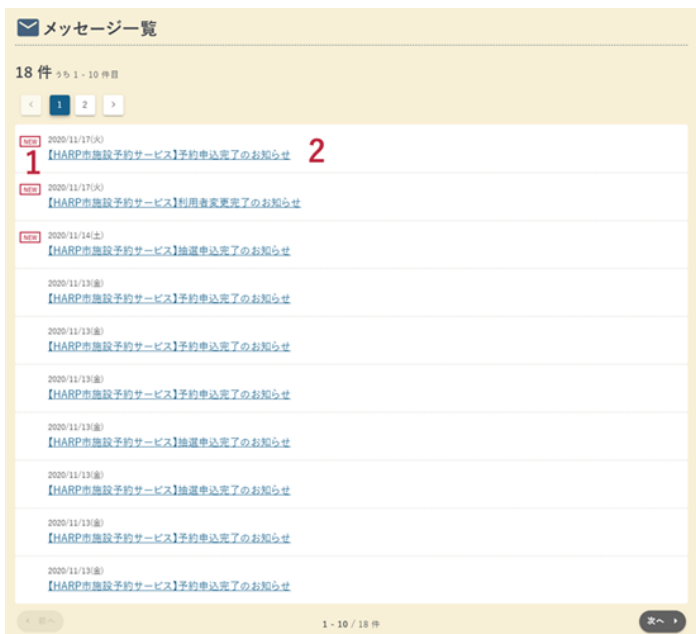 メッセージ一覧
18 件 うち 1 - 10 件目
< 1 2 >
NEW 2020/11/17(火)
1 【HARP市施設予約サービス】予約申込完了のお知らせ 2
NEW 2020/11/17(火)
【HARP市施設予約サービス】利用者変更完了のお知らせ
NEW 2020/11/14(土)
【HARP市施設予約サービス】抽選申込完了のお知らせ
2020/11/13(金)
【HARP市施設予約サービス】予約申込完了のお知らせ
2020/11/13(金)
【HARP市施設予約サービス】予約申込完了のお知らせ
2020/11/13(金)
【HARP市施設予約サービス】予約申込完了のお知らせ
2020/11/13(金)
【HARP市施設予約サービス】抽選申込完了のお知らせ
2020/11/13(金)
【HARP市施設予約サービス】抽選申込完了のお知らせ
2020/11/13(金)
【HARP市施設予約サービス】予約申込完了のお知らせ
2020/11/13(金)
【HARP市施設予約サービス】予約申込完了のお知らせ
前へ 1 - 10 / 18 件 次へ